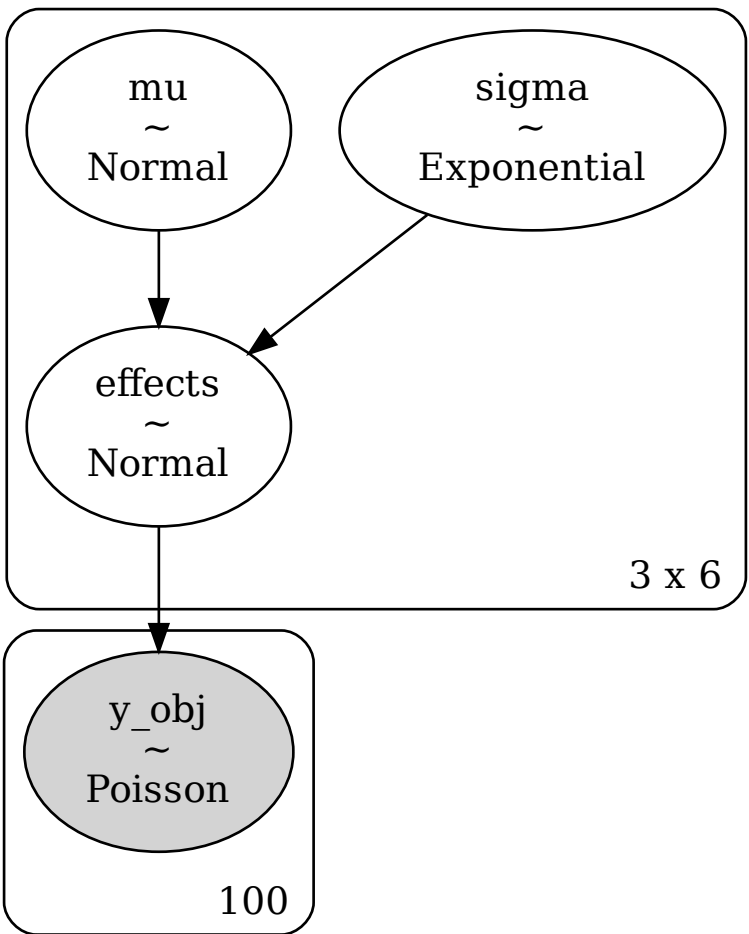 mu
~
Normal
sigma
~
Exponential
effects
~
Normal
3 x 6
y_obj
~
Poisson
100